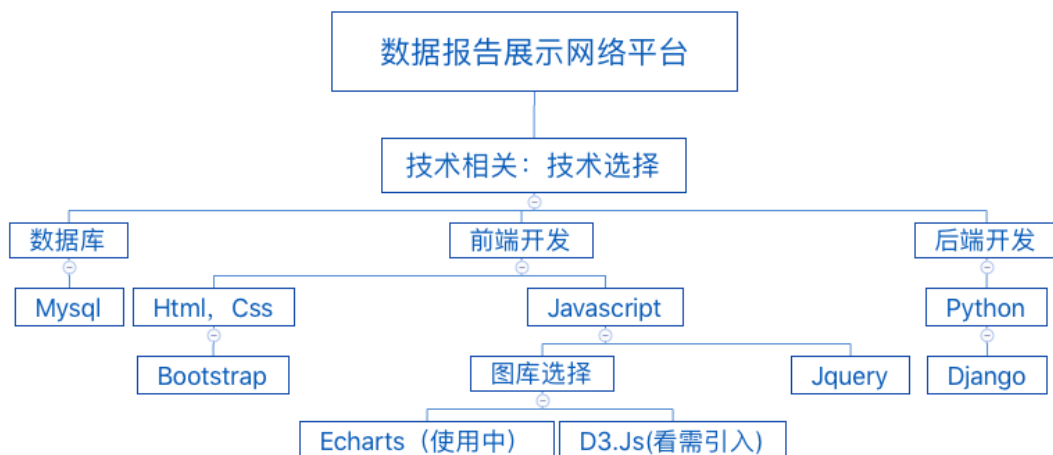 数据报告展示网络平台
技术相关：技术选择
数据库
前端开发
后端开发
Mysql
Html，Css
Javascript
Python
Bootstrap
图库选择
Jquery
Django
Echarts（使用中）
D3.Js(看需引入)